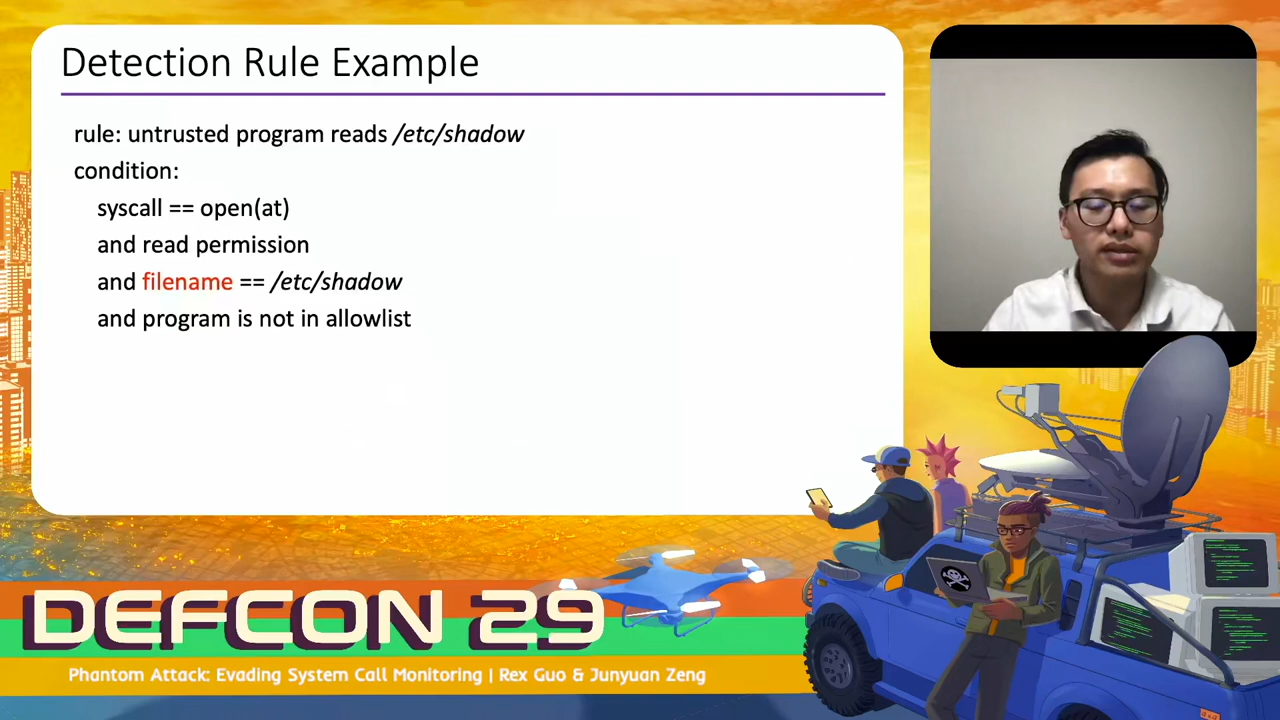 Detection Rule Example
rule: untrusted program reads /etc/shadow
condition:
syscall == open(at)
and read permission
and filename == /etc/shadow
and program is not in allowlist
DEFCON 29
Phantom Attack: Evading System Call Monitoring | Rex Guo & Junyuan Zeng